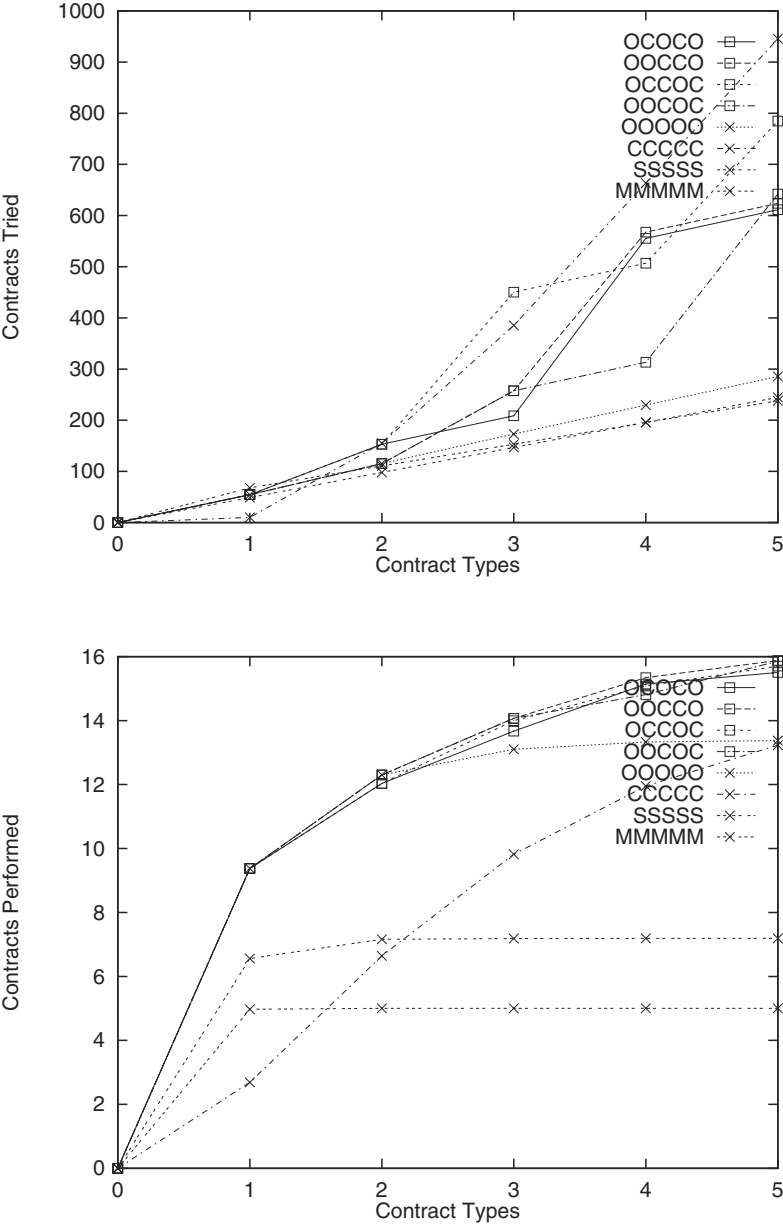 1000
900
800
700
600
500
400
300
200
100
0
Contracts Tried
OCOCO
OOCCO
OCCOC
OOCOC
OOOOO
CCCCC
SSSSS
MMMMM
0 1 2 3 4 5
Contract Types
16
14
12
10
8
6
4
2
0
Contracts Performed
OCOCO
OOCCO
OCCOC
OOCOC
OOOOO
CCCCC
SSSSS
MMMMM
0 1 2 3 4 5
Contract Types